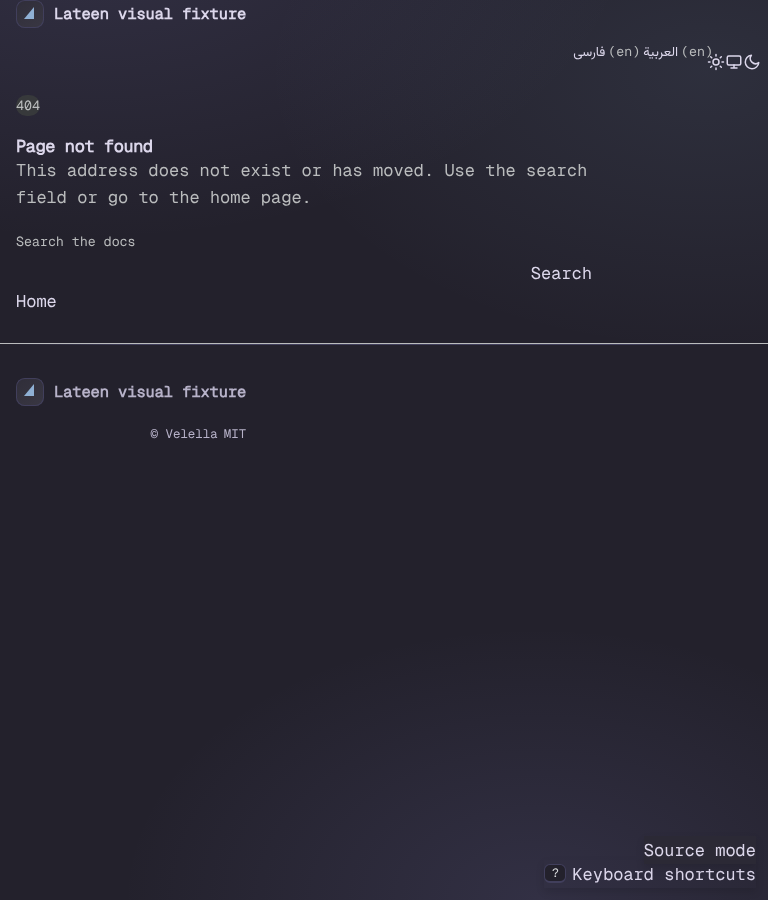 Lateen visual fixture
فارسی (en) العربية (en)
404
Page not found
This address does not exist or has moved. Use the search
field or go to the home page.
Search the docs
Search
Home
Lateen visual fixture
© Velella MIT
Source mode
? Keyboard shortcuts